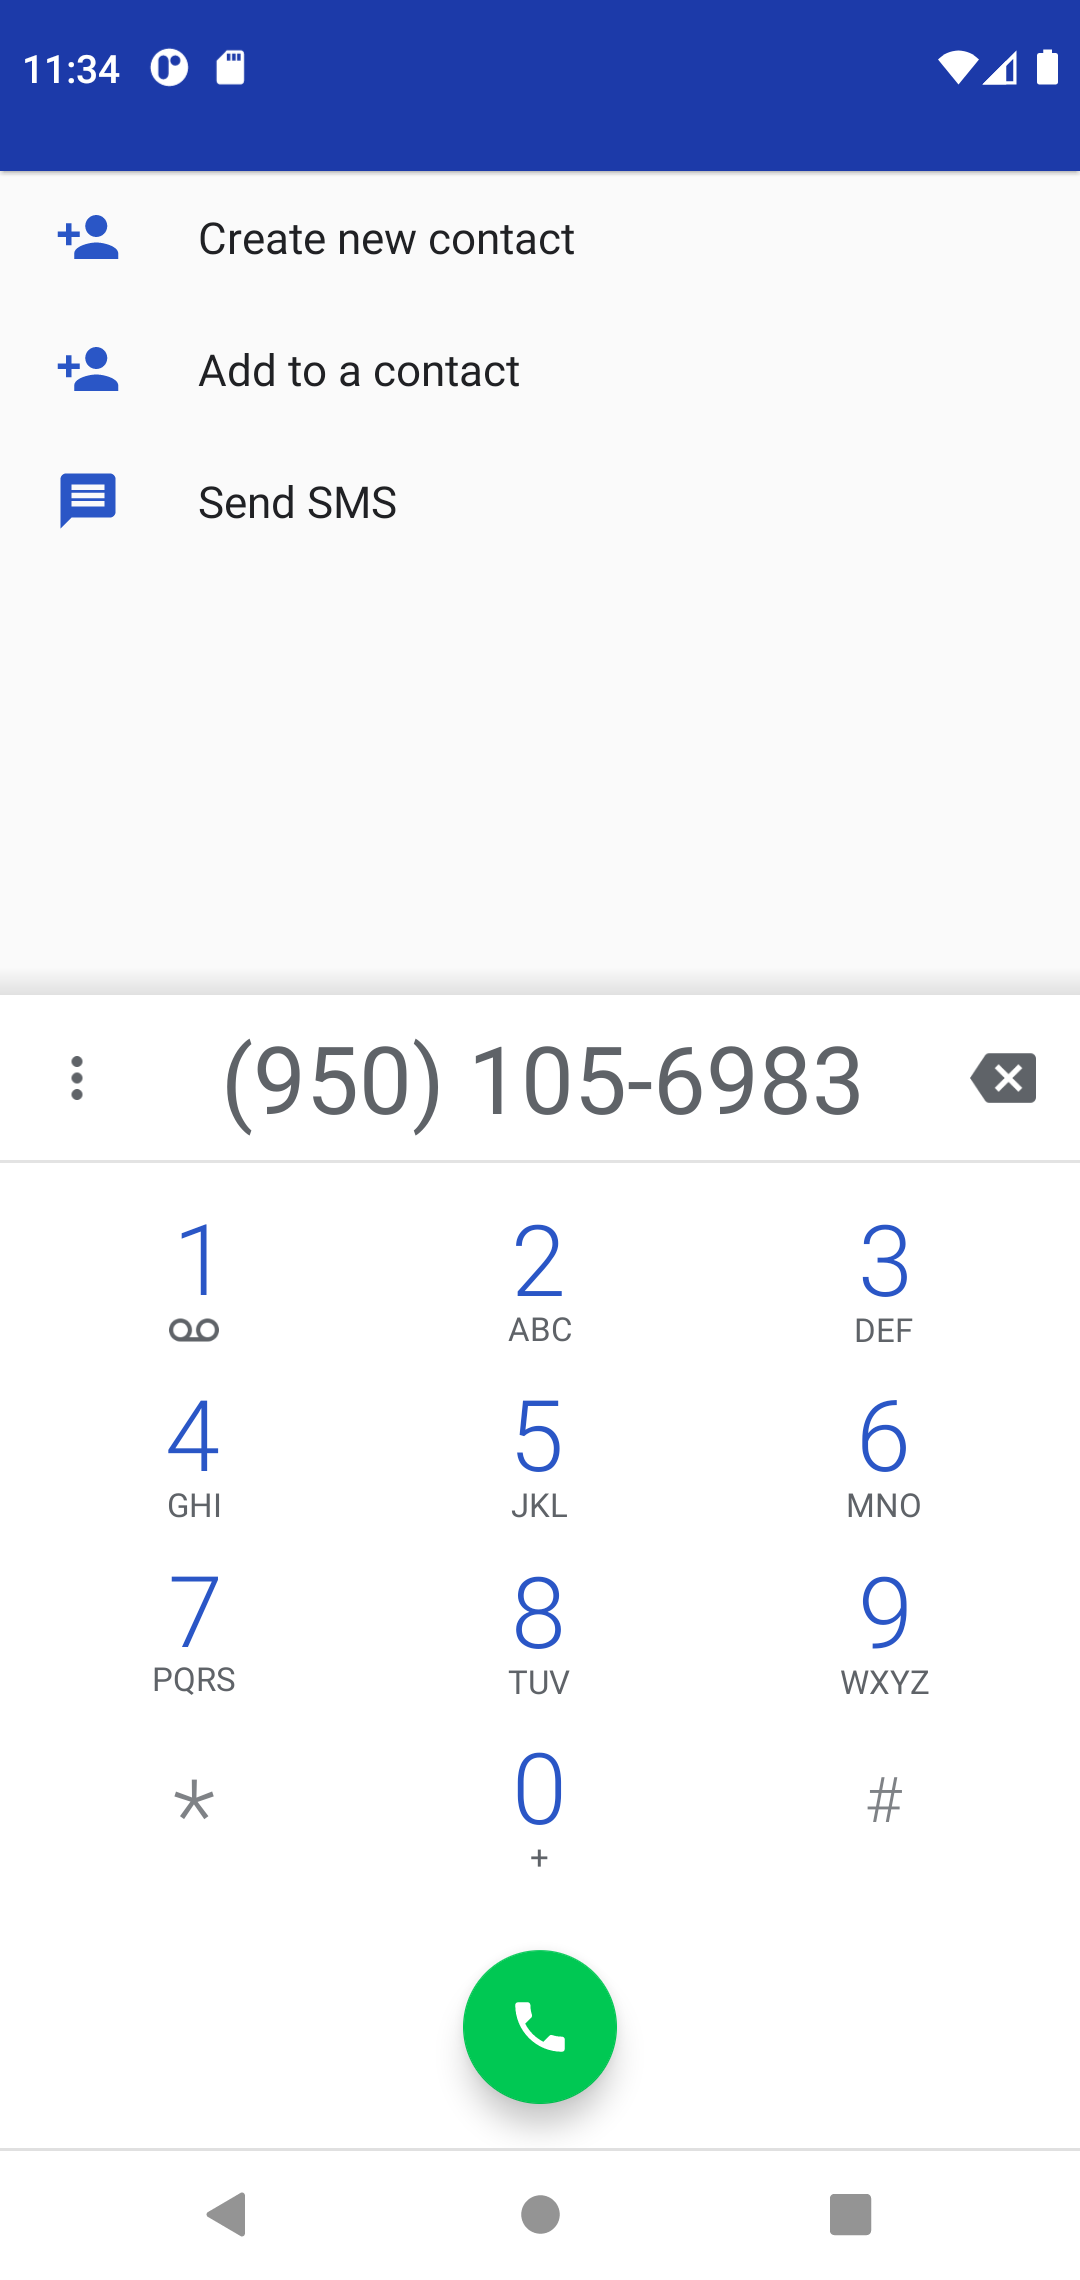 11:34
Create new contact
Add to a contact
Send SMS
(950) 105-6983
1 2 3
ABC DEF
4 5 6
GHI JKL MNO
7 8 9
PQRS TUV WXYZ
* 0 #
+